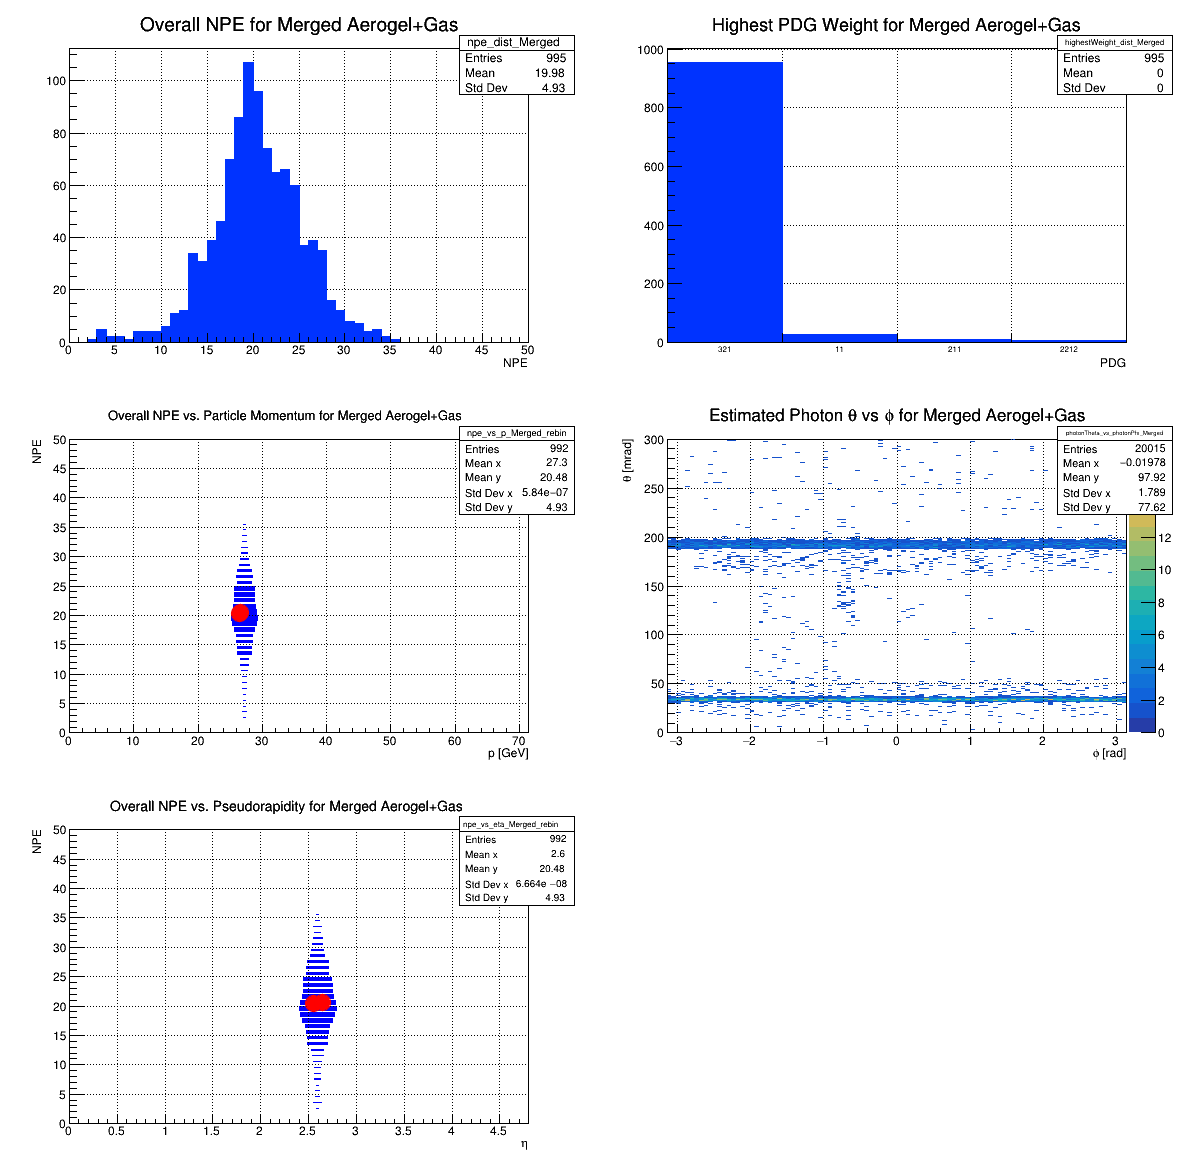 Overall NPE for Merged Aerogel+Gas
npe_dist_Merged
Entries 995
Mean 19.98
Std Dev 4.93
100
80
60
40
20
0
0 5 10 15 20 25 30 35 40 45 50
NPE
Highest PDG Weight for Merged Aerogel+Gas
highestWeight_dist_Merged
Entries 995
Mean 0
Std Dev 0
1000
800
600
400
200
0
321 11 211 2212
PDG
Overall NPE vs. Particle Momentum for Merged Aerogel+Gas
npe_vs_p_Merged_rebin
Entries 992
Mean x 27.3
Mean y 20.48
Std Dev x 5.84e-07
Std Dev y 4.93
NPE
50
45
40
35
30
25
20
15
10
5
0
0 10 20 30 40 50 60 70
p [GeV]
Estimated Photon θ vs ϕ for Merged Aerogel+Gas
photonTheta_vs_photonPhi_Merged
Entries 20015
Mean x −0.01978
Mean y 97.92
Std Dev x 1.789
Std Dev y 77.62
θ [mrad]
300
250
200
150
100
50
0
−3 −2 −1 0 1 2 3
ϕ [rad]
12
10
8
6
4
2
0
Overall NPE vs. Pseudorapidity for Merged Aerogel+Gas
npe_vs_eta_Merged_rebin
Entries 992
Mean x 2.6
Mean y 20.48
Std Dev x 6.664e −08
Std Dev y 4.93
NPE
50
45
40
35
30
25
20
15
10
5
0
0 0.5 1 1.5 2 2.5 3 3.5 4 4.5
η